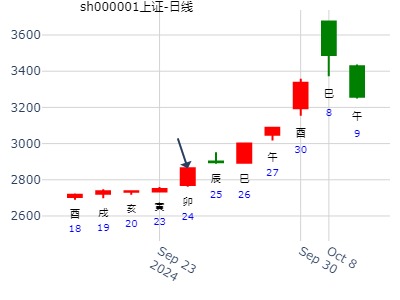 sh000001上证-日线
3600
3400
3200
3000
2800
2600
酉
18
戌
19
亥
20
寅
23
卯
24
辰
25
巳
26
午
27
酉
30
巳
8
午
9
Sep 23
2024
Sep 30
Oct 8